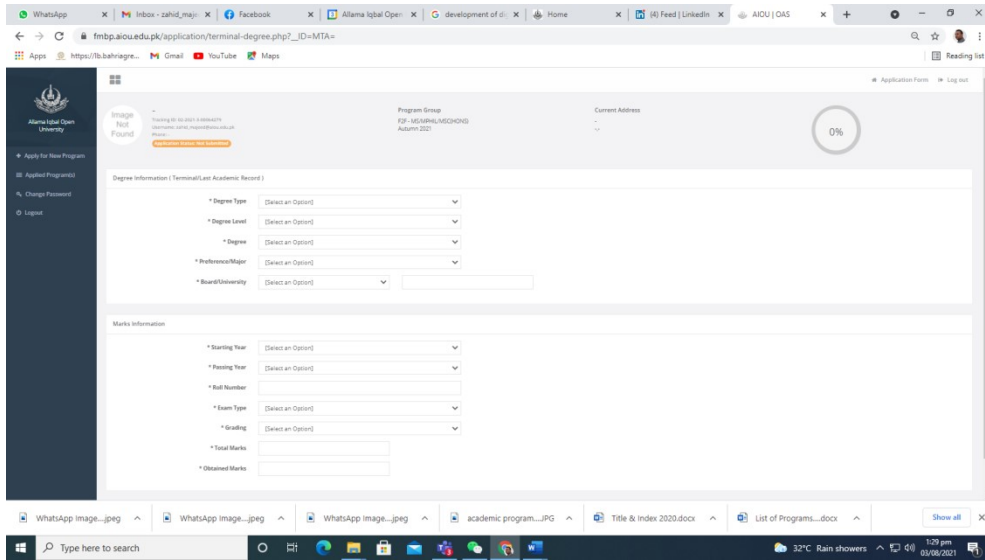 WhatsApp
Inbox - zahid_maje
Facebook
Allama Iqbal Open
development of di
Home
(4) Feed | LinkedIn
AIOU | OAS
fmbp.aiou.edu.pk/application/terminal-degree.php?_ID=MTA=
Apps
https://lb.bahriagre...
Gmail
YouTube
Maps
Reading list
Allama Iqbal Open
University
Application Form
Log out
Image
Not
Found
-
Phone: -
Application Status: Not Submitted
Program Group
F2F - MS/MPHIL/MSC(HONS)
Autumn 2021
Current Address
-
0%
Apply for New Program
Applied Program(s)
Change Password
Logout
Degree Information ( Terminal/Last Academic Record )
* Degree Type [Select an Option]
* Degree Level [Select an Option]
* Degree [Select an Option]
* Preference/Major [Select an Option]
* Board/University [Select an Option]
Marks Information
* Starting Year [Select an Option]
* Passing Year [Select an Option]
* Roll Number
* Exam Type [Select an Option]
* Grading [Select an Option]
* Total Marks
* Obtained Marks
WhatsApp Image....jpeg
WhatsApp Image....jpeg
WhatsApp Image....jpeg
academic program....JPG
Title & Index 2020.docx
List of Programs....docx
Show all
Type here to search
32°C Rain showers
1:29 pm
03/08/2021